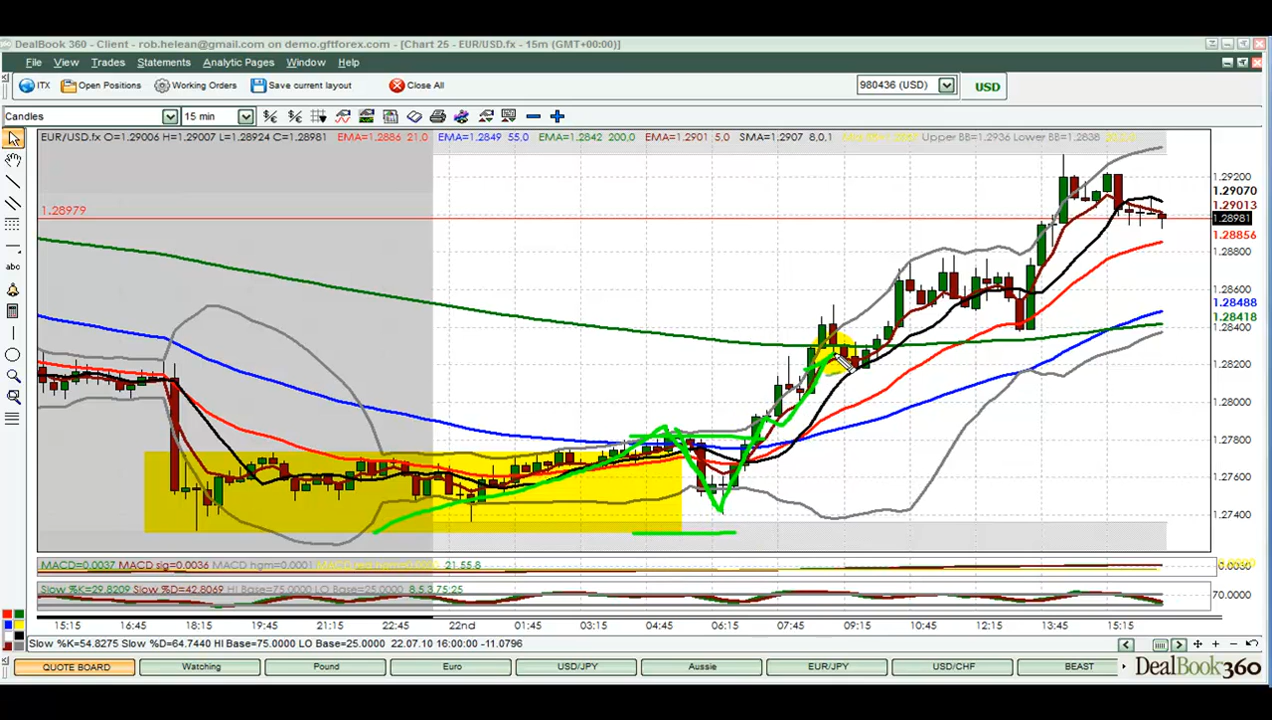 DealBook 360 - Client - rob.helean@gmail.com on demo.gftforex.com - [Chart 25 - EUR/USD.fx - 15m (GMT+00:00)]
File View Trades Statements Analytic Pages Window Help
ITX Open Positions Working Orders Save current layout Close All 980436 (USD) USD
Candles 15 min
EUR/USD.fx O=1.29006 H=1.29007 L=1.28924 C=1.28981 EMA=1.2886 21,0 EMA=1.2849 55,0 EMA=1.2842 200,0 EMA=1.2901 5,0 SMA=1.2907 8,0,1 Upper BB=1.2936 Lower BB=1.2838
1.29200
1.29070
1.29013
1.28979
1.28981
1.28856
1.28800
1.28600
1.28488
1.28418
1.28400
1.28200
1.28000
1.27800
1.27600
1.27400
abc
MACD=0.0037 MACD sig=0.0036 MACD hgm=0.0001 21,55,8
Slow %K=29.8209 Slow %D=42.8069 HI Base=75.0000 LO Base=25.0000 8,5,3,75;25
70.0000
15:15 16:45 18:15 19:45 21:15 22nd 01:45 03:15 04:45 06:15 07:45 09:15 10:45 12:15 13:45 15:15
Slow %K=54.8275 Slow %D=64.7440 HI Base=75.0000 LO Base=25.0000 22.07.10 16:00:00 -11.0796
QUOTE BOARD Watching Pound Euro USD/JPY Aussie EUR/JPY USD/CHF BEAST DealBook 360